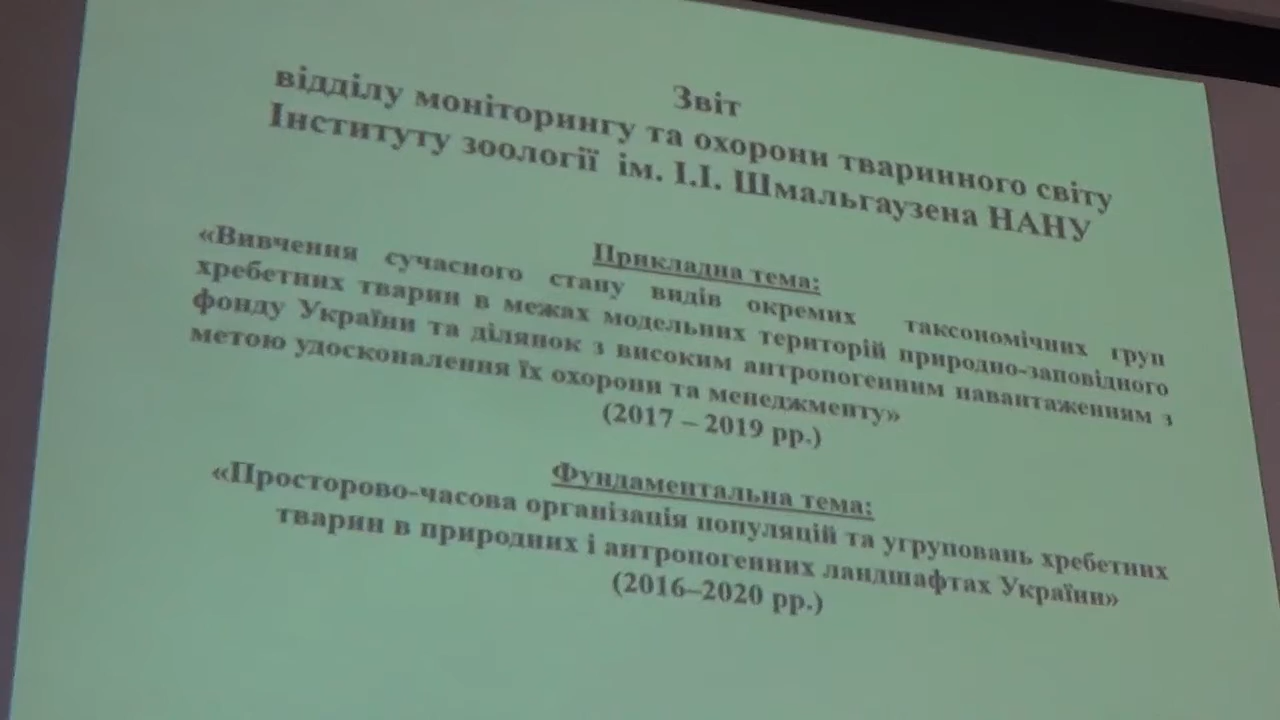 Звіт
відділу моніторингу та охорони тваринного світу
Інституту зоології ім. І.І. Шмальгаузена НАНУ
Прикладна тема:
«Вивчення сучасного стану видів окремих таксономічних груп
хребетних тварин в межах модельних територій природно-заповідного
фонду України та ділянок з високим антропогенним навантаженням з
метою удосконалення їх охорони та менеджменту»
(2017 – 2019 рр.)
Фундаментальна тема:
«Просторово-часова організація популяцій та угруповань хребетних
тварин в природних і антропогенних ландшафтах України»
(2016–2020 рр.)